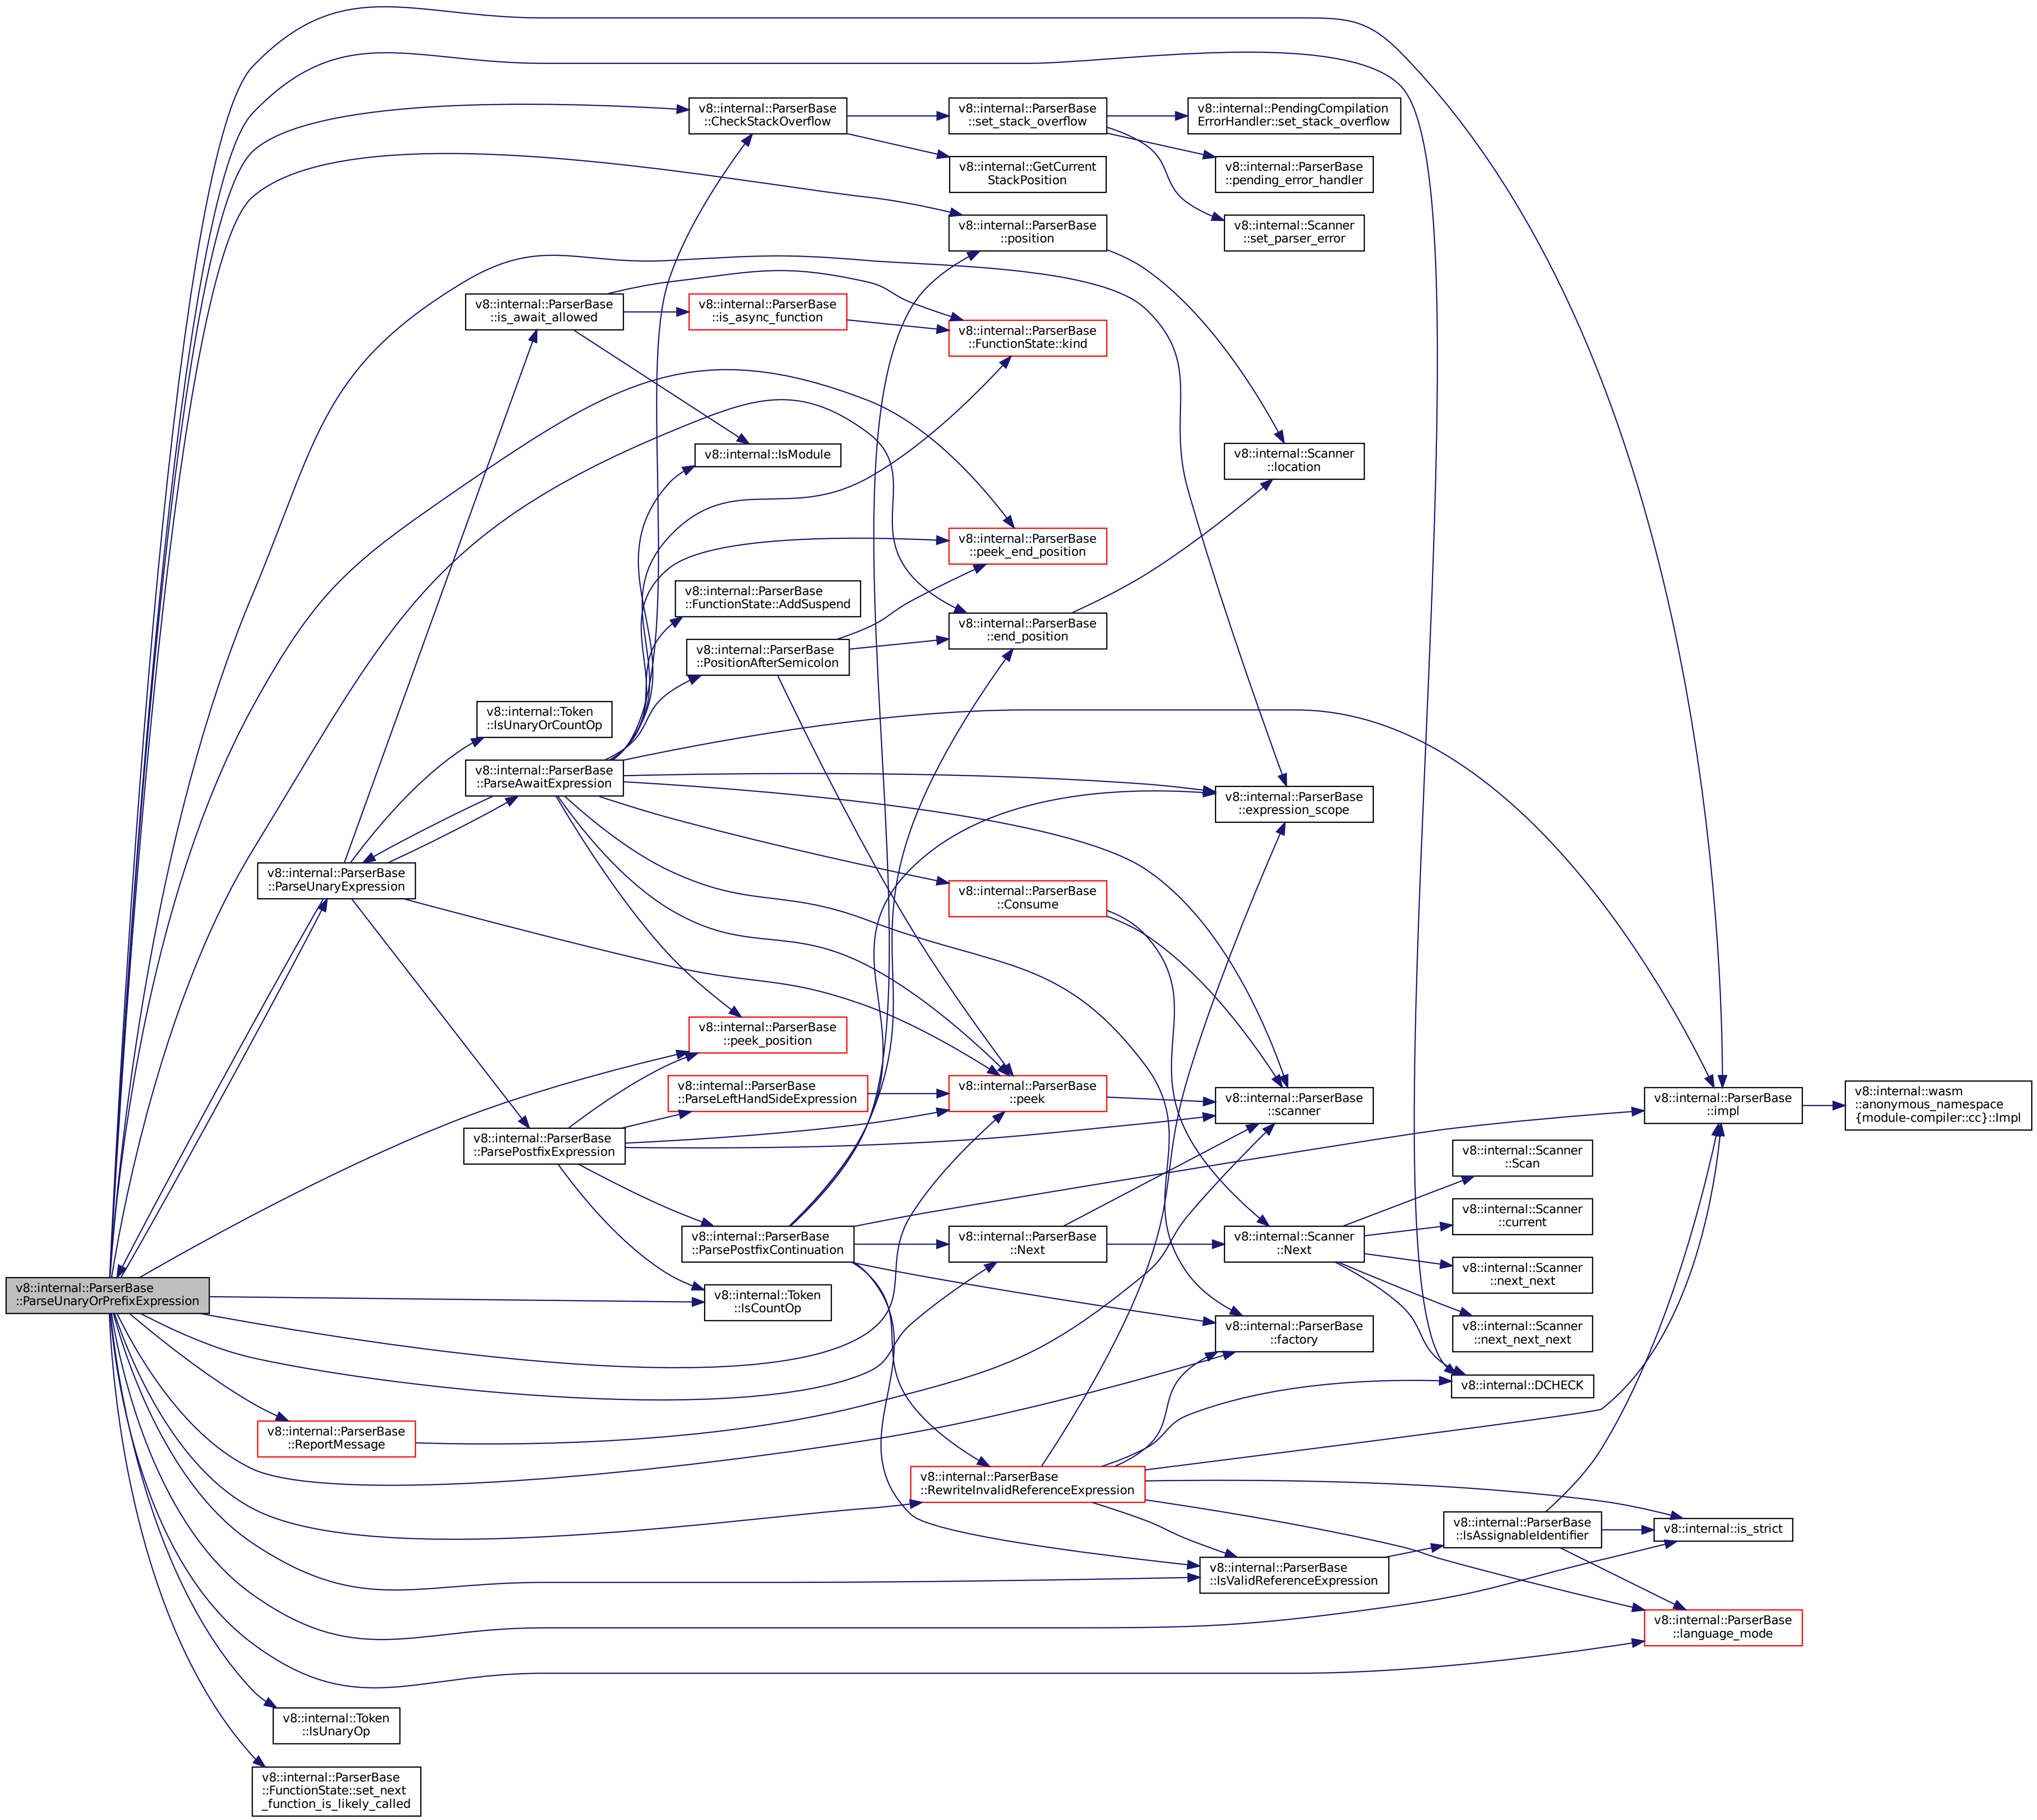 v8::internal::ParserBase
::CheckStackOverflow
v8::internal::ParserBase
::set_stack_overflow
v8::internal::PendingCompilation
ErrorHandler::set_stack_overflow
v8::internal::GetCurrent
StackPosition
v8::internal::ParserBase
::pending_error_handler
v8::internal::ParserBase
::position
v8::internal::Scanner
::set_parser_error
v8::internal::ParserBase
::is_await_allowed
v8::internal::ParserBase
::is_async_function
v8::internal::ParserBase
::FunctionState::kind
v8::internal::IsModule
v8::internal::Scanner
::location
v8::internal::ParserBase
::peek_end_position
v8::internal::ParserBase
::FunctionState::AddSuspend
v8::internal::ParserBase
::end_position
v8::internal::ParserBase
::PositionAfterSemicolon
v8::internal::Token
::IsUnaryOrCountOp
v8::internal::ParserBase
::ParseAwaitExpression
v8::internal::ParserBase
::expression_scope
v8::internal::ParserBase
::ParseUnaryExpression
v8::internal::ParserBase
::Consume
v8::internal::ParserBase
::peek_position
v8::internal::ParserBase
::ParseLeftHandSideExpression
v8::internal::ParserBase
::peek
v8::internal::ParserBase
::scanner
v8::internal::ParserBase
::impl
v8::internal::wasm
::anonymous_namespace
{module-compiler::cc}::Impl
v8::internal::ParserBase
::ParsePostfixExpression
v8::internal::Scanner
::Scan
v8::internal::Scanner
::current
v8::internal::ParserBase
::ParsePostfixContinuation
v8::internal::ParserBase
::Next
v8::internal::Scanner
::Next
v8::internal::Scanner
::next_next
v8::internal::ParserBase
::ParseUnaryOrPrefixExpression
v8::internal::Token
::IsCountOp
v8::internal::ParserBase
::factory
v8::internal::Scanner
::next_next_next
v8::internal::DCHECK
v8::internal::ParserBase
::ReportMessage
v8::internal::ParserBase
::RewriteInvalidReferenceExpression
v8::internal::ParserBase
::IsAssignableIdentifier
v8::internal::is_strict
v8::internal::ParserBase
::IsValidReferenceExpression
v8::internal::ParserBase
::language_mode
v8::internal::Token
::IsUnaryOp
v8::internal::ParserBase
::FunctionState::set_next
_function_is_likely_called